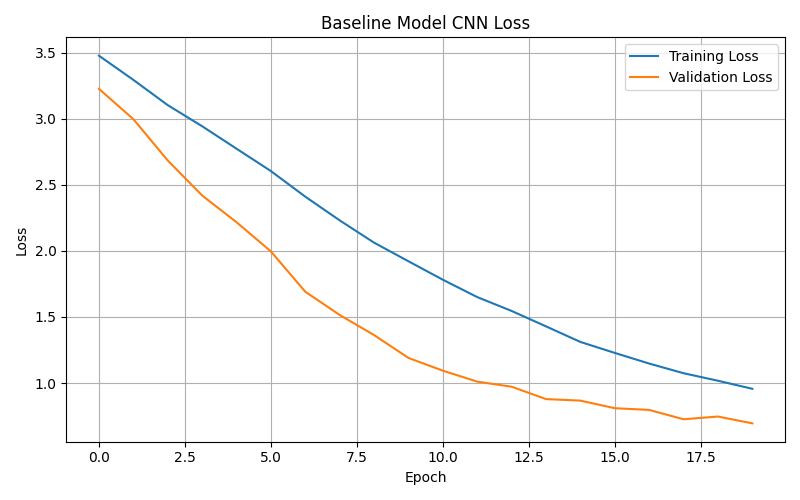 Baseline Model CNN Loss
Training Loss
Validation Loss
3.5
3.0
2.5
2.0
1.5
1.0
Loss
0.0 2.5 5.0 7.5 10.0 12.5 15.0 17.5
Epoch